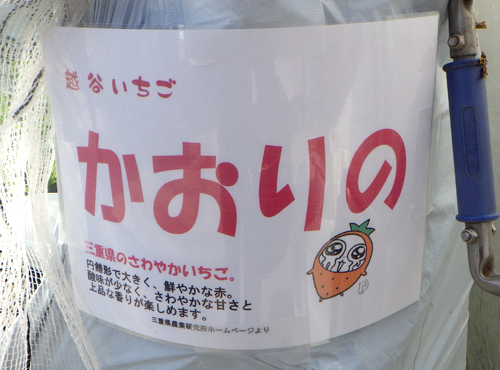 越谷いちご
かおりの
三重県のさわやかいちご。
円錐形で大きく、鮮やかな赤。
酸味が少なく、さわやかな甘さと
上品な香りが楽しめます。
三重県農業研究所ホームページより